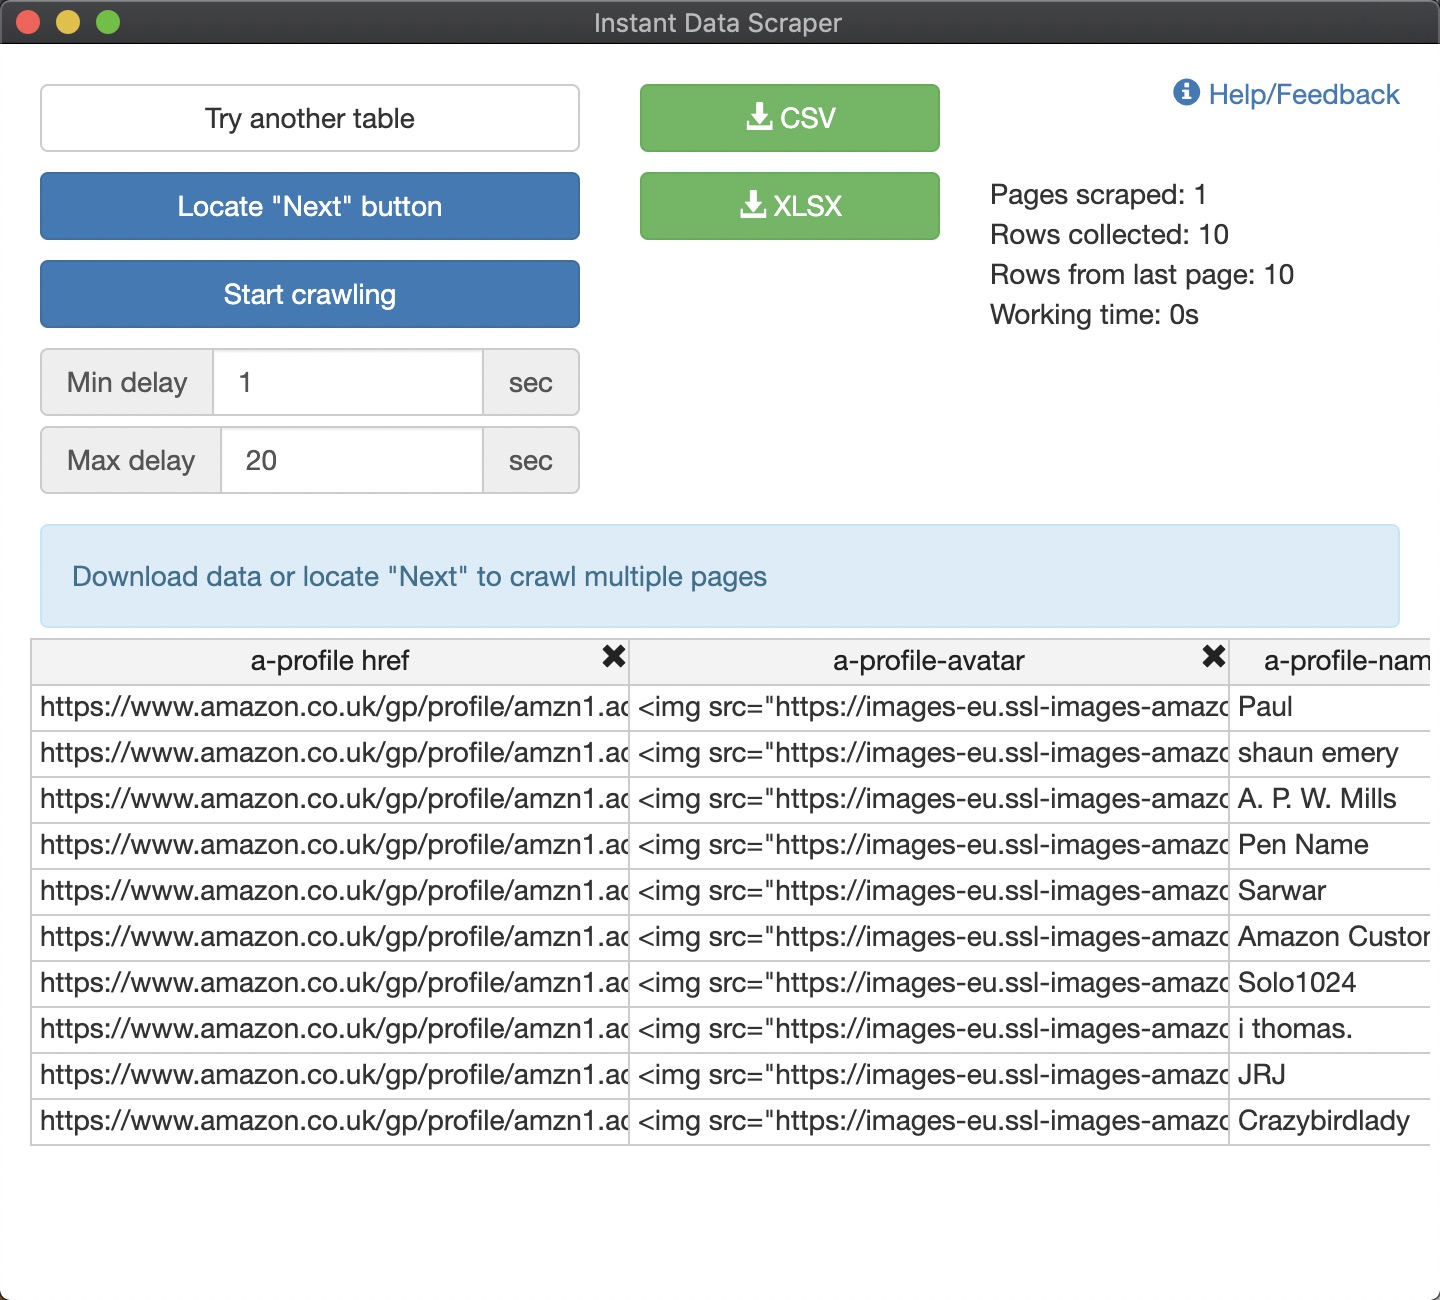 Instant Data Scraper
Try another table
CSV
Help/Feedback
Locate "Next" button
XLSX
Pages scraped: 1
Rows collected: 10
Rows from last page: 10
Working time: 0s
Start crawling
Min delay 1 sec
Max delay 20 sec
Download data or locate "Next" to crawl multiple pages
a-profile href a-profile-avatar a-profile-nam
https://www.amazon.co.uk/gp/profile/amzn1.ac <img src="https://images-eu.ssl-images-amazo Paul
https://www.amazon.co.uk/gp/profile/amzn1.ac <img src="https://images-eu.ssl-images-amazo shaun emery
https://www.amazon.co.uk/gp/profile/amzn1.ac <img src="https://images-eu.ssl-images-amazo A. P. W. Mills
https://www.amazon.co.uk/gp/profile/amzn1.ac <img src="https://images-eu.ssl-images-amazo Pen Name
https://www.amazon.co.uk/gp/profile/amzn1.ac <img src="https://images-eu.ssl-images-amazo Sarwar
https://www.amazon.co.uk/gp/profile/amzn1.ac <img src="https://images-eu.ssl-images-amazo Amazon Custor
https://www.amazon.co.uk/gp/profile/amzn1.ac <img src="https://images-eu.ssl-images-amazo Solo1024
https://www.amazon.co.uk/gp/profile/amzn1.ac <img src="https://images-eu.ssl-images-amazo i thomas.
https://www.amazon.co.uk/gp/profile/amzn1.ac <img src="https://images-eu.ssl-images-amazo JRJ
https://www.amazon.co.uk/gp/profile/amzn1.ac <img src="https://images-eu.ssl-images-amazo Crazybirdlady